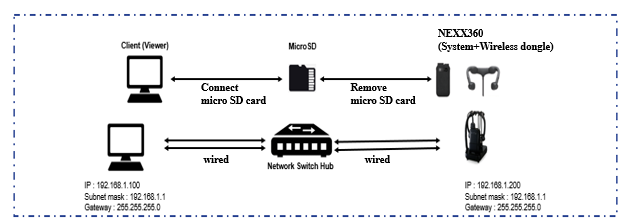 Client (Viewer)
MicroSD
NEXX360
(System+Wireless dongle)
Connect
micro SD card
Remove
micro SD card
wired
wired
Network Switch Hub
IP : 192.168.1.100
Subnet mask : 192.168.1.1
Gateway : 255.255.255.0
IP : 192.168.1.200
Subnet mask : 192.168.1.1
Gateway : 255.255.255.0